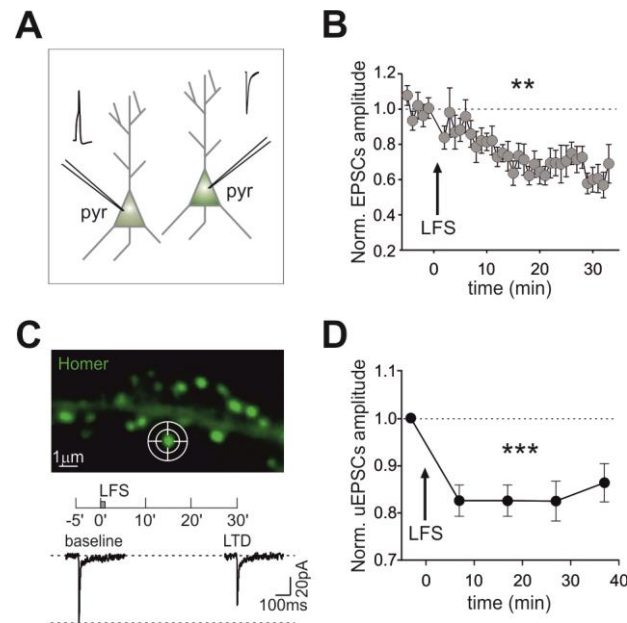 A
pyr
pyr
B
Norm. EPSCs amplitude
1.2
1.0
0.8
0.6
0.4
0.2
**
LFS
0 10 20 30
time (min)
C
Homer
1μm
LFS
-5' 0' 10' 20' 30'
baseline LTD
20pA
100ms
D
Norm. uEPSCs amplitude
1.1
1.0
0.9
0.8
0.7
***
LFS
0 10 20 30 40
time (min)